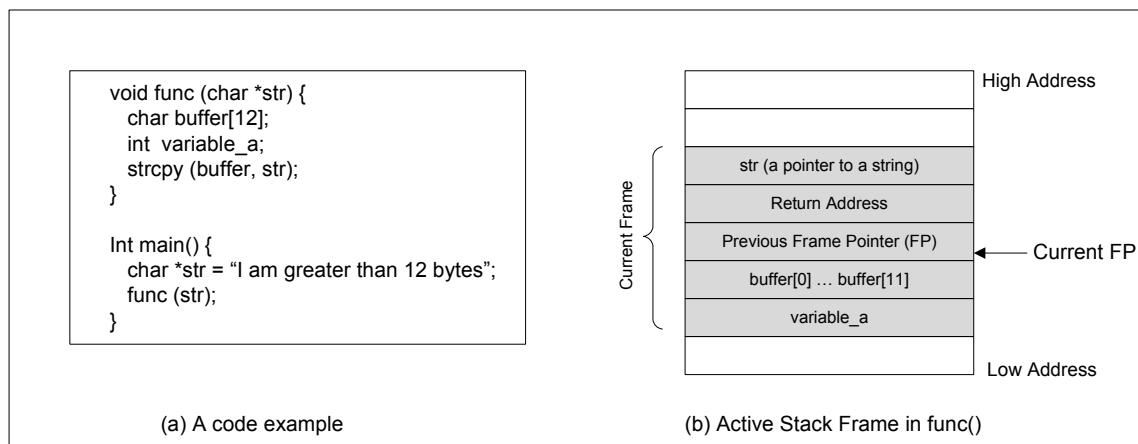 void func (char *str) {
char buffer[12];
int variable_a;
strcpy (buffer, str);
}
Int main() {
char *str = “I am greater than 12 bytes”;
func (str);
}
(a) A code example
High Address
str (a pointer to a string)
Return Address
Previous Frame Pointer (FP)
buffer[0] … buffer[11]
variable_a
Current Frame
Current FP
Low Address
(b) Active Stack Frame in func()